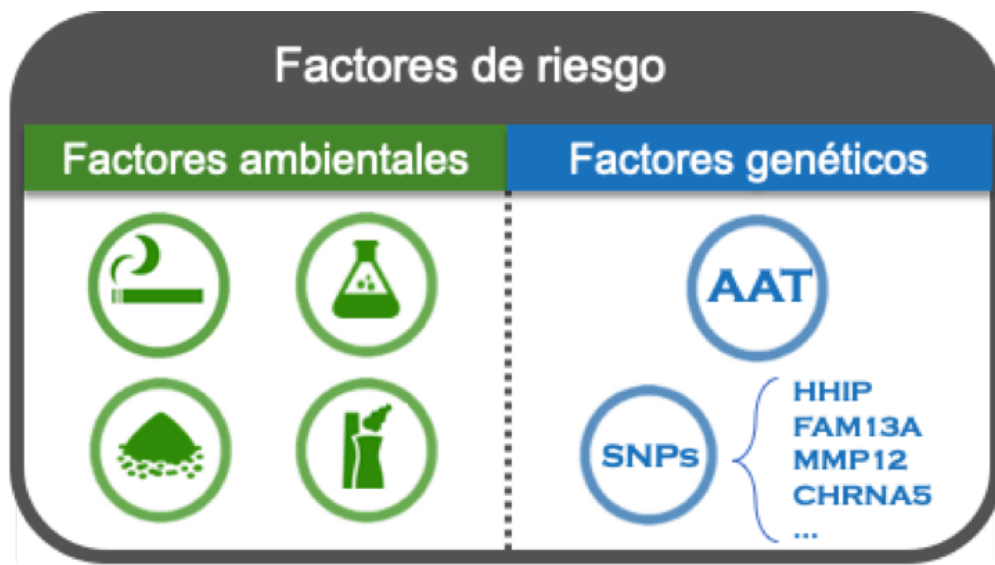 Factores de riesgo
Factores ambientales
Factores genéticos
AAT
SNPs
HHIP
FAM13A
MMP12
CHRNA5
...